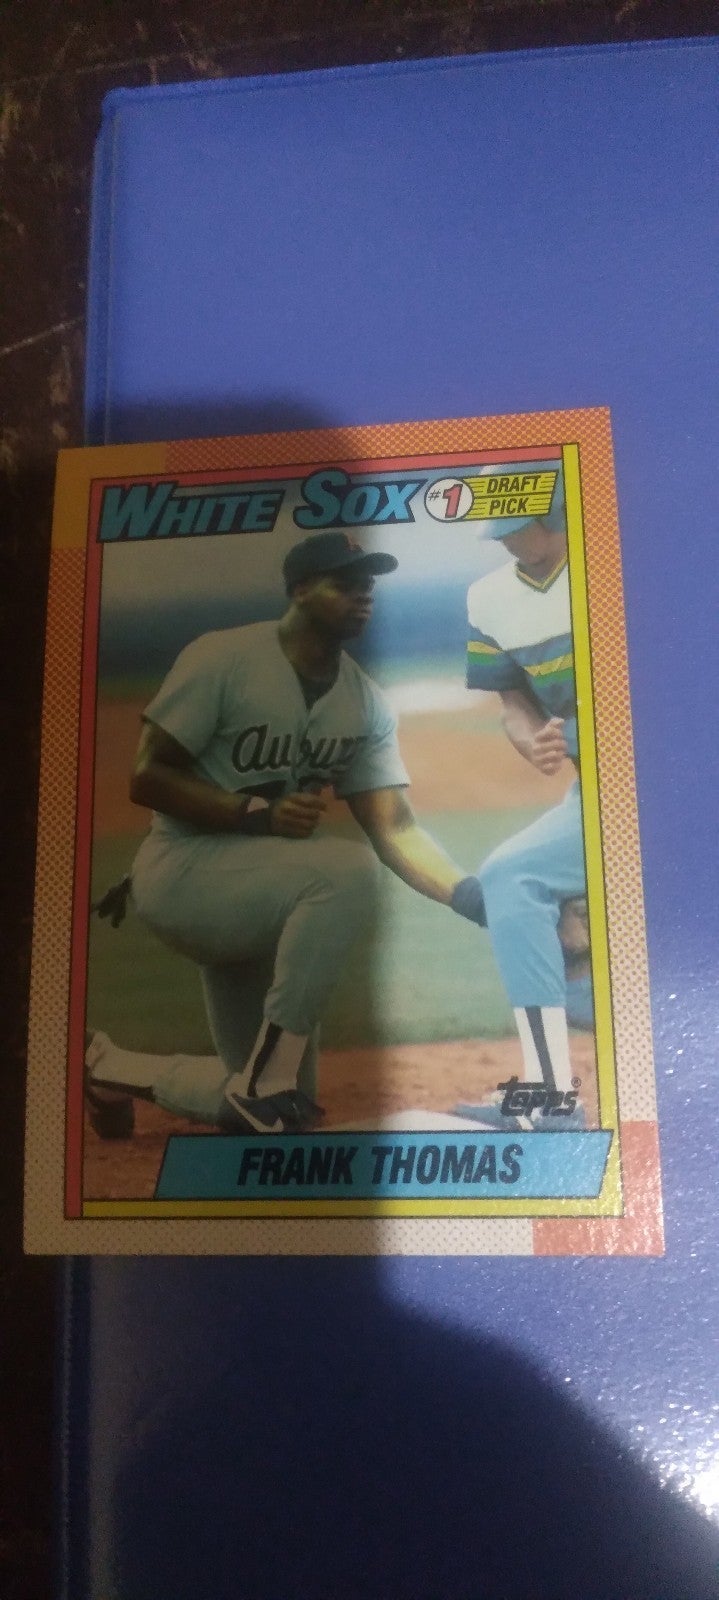 WHITE SOX #1 DRAFT PICK
Auburn
topps®
FRANK THOMAS